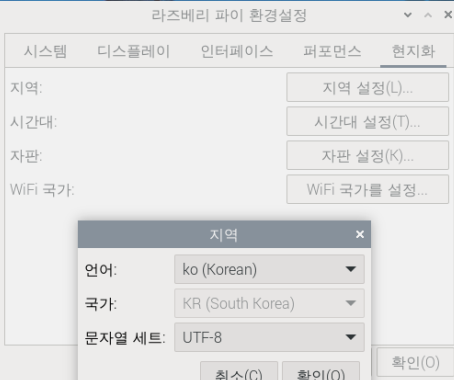 라즈베리 파이 환경설정
시스템 디스플레이 인터페이스 퍼포먼스 현지화
지역: 지역 설정(L)...
시간대: 시간대 설정(T)...
자판: 자판 설정(K)...
WiFi 국가: WiFi 국가를 설정...
지역
언어: ko (Korean)
국가: KR (South Korea)
문자열 세트: UTF-8
취소(C) 확인(O)
확인(O)